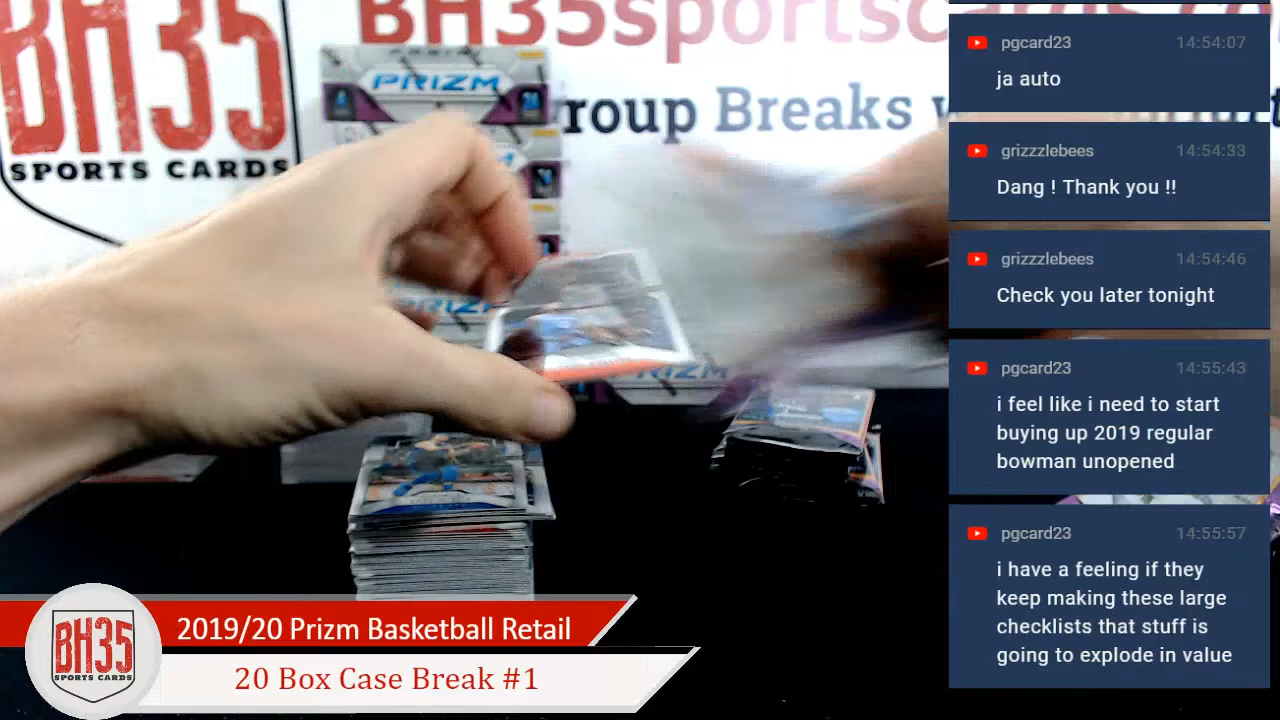 BH35
SPORTS CARDS
BH35sportscards.co
roup Breaks w
PRIZM
PRIZM
RIZM
pgcard23 14:54:07
ja auto
grizzzlebees 14:54:33
Dang ! Thank you !!
grizzzlebees 14:54:46
Check you later tonight
pgcard23 14:55:43
i feel like i need to start
buying up 2019 regular
bowman unopened
pgcard23 14:55:57
i have a feeling if they
keep making these large
checklists that stuff is
going to explode in value
BH35
SPORTS CARDS
2019/20 Prizm Basketball Retail
20 Box Case Break #1